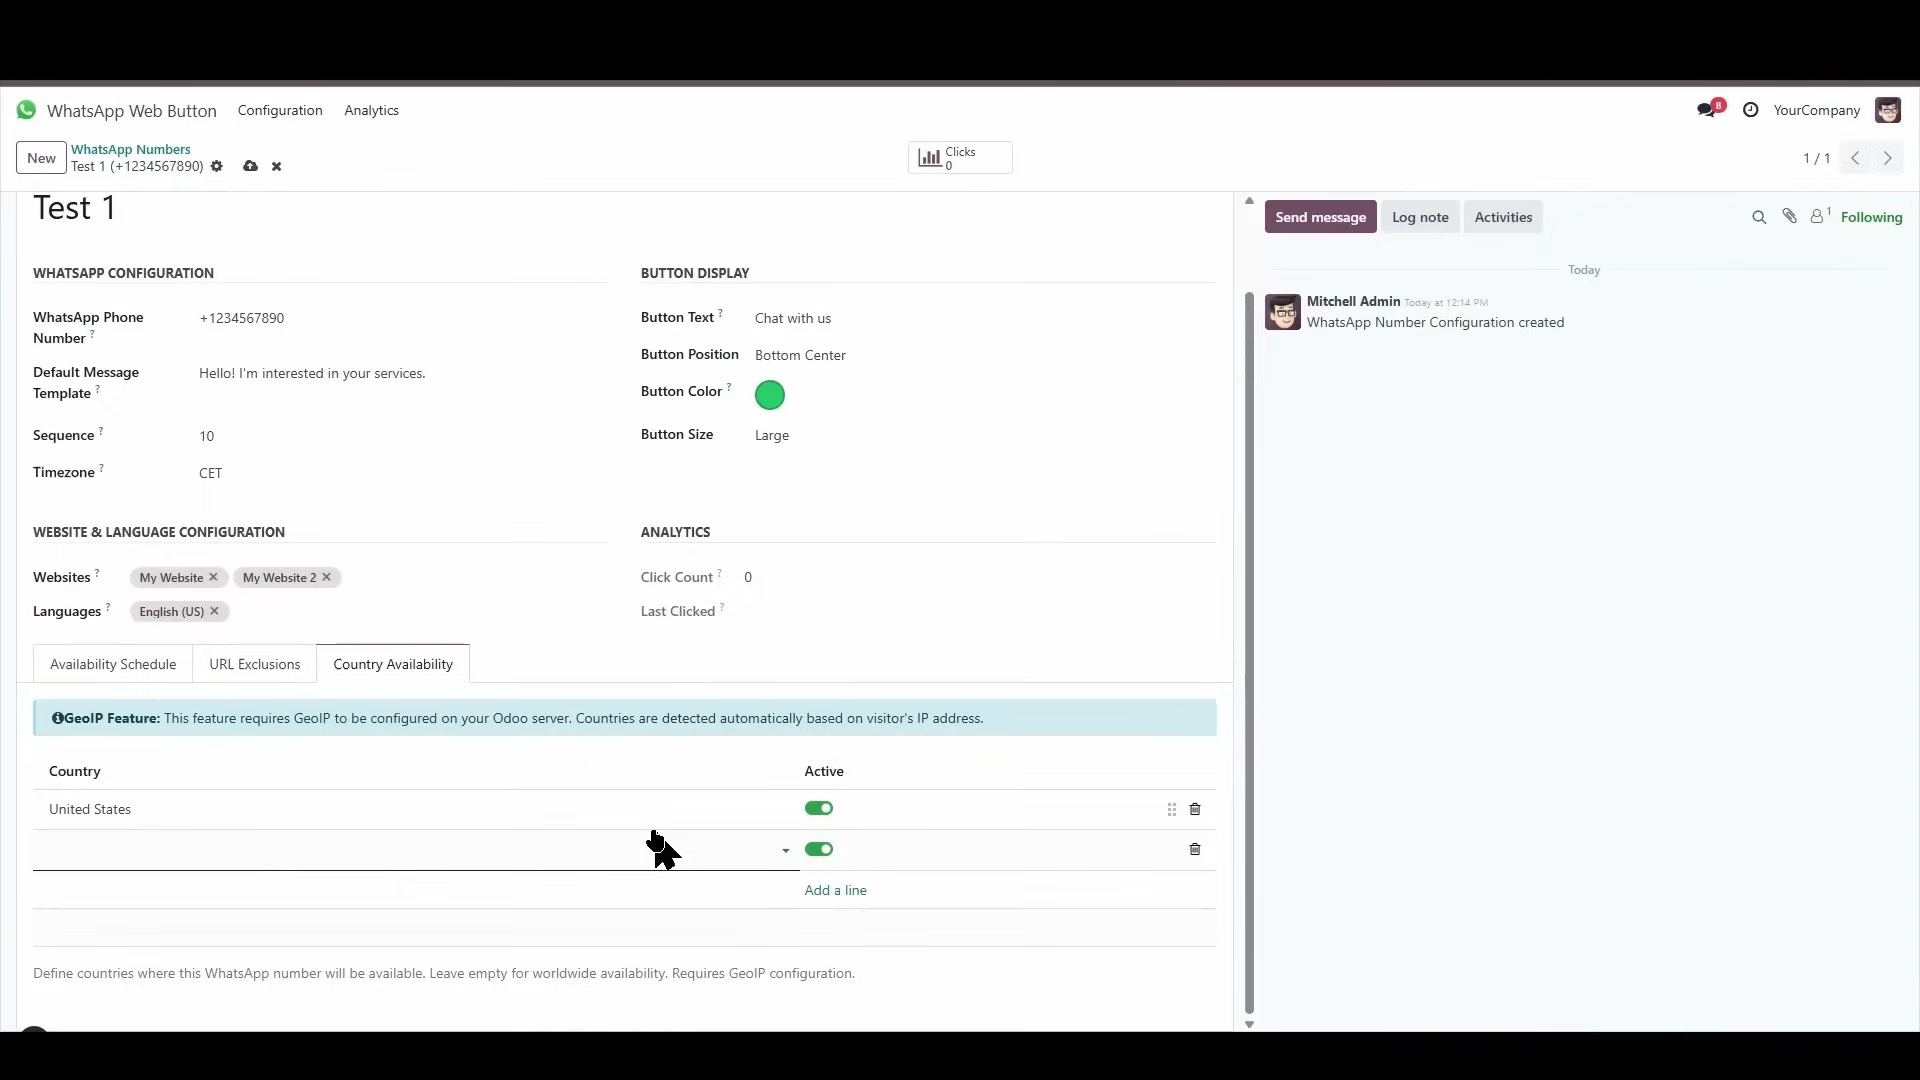 WhatsApp Web Button Configuration Analytics 8 YourCompany
New WhatsApp Numbers Clicks 1 / 1
Test 1 (+1234567890) 0
Test 1 Send message Log note Activities 1 Following
Today
WHATSAPP CONFIGURATION BUTTON DISPLAY
Mitchell Admin Today at 12:14 PM
WhatsApp Number Configuration created
WhatsApp Phone Number ? +1234567890 Button Text ? Chat with us
Button Position Bottom Center
Default Message Template ? Hello! I'm interested in your services. Button Color ?
Sequence ? 10 Button Size Large
Timezone ? CET
WEBSITE & LANGUAGE CONFIGURATION ANALYTICS
Websites ? My Website My Website 2 Click Count ? 0
Languages ? English (US) Last Clicked ?
Availability Schedule URL Exclusions Country Availability
GeoIP Feature: This feature requires GeoIP to be configured on your Odoo server. Countries are detected automatically based on visitor's IP address.
Country Active
United States
Add a line
Define countries where this WhatsApp number will be available. Leave empty for worldwide availability. Requires GeoIP configuration.